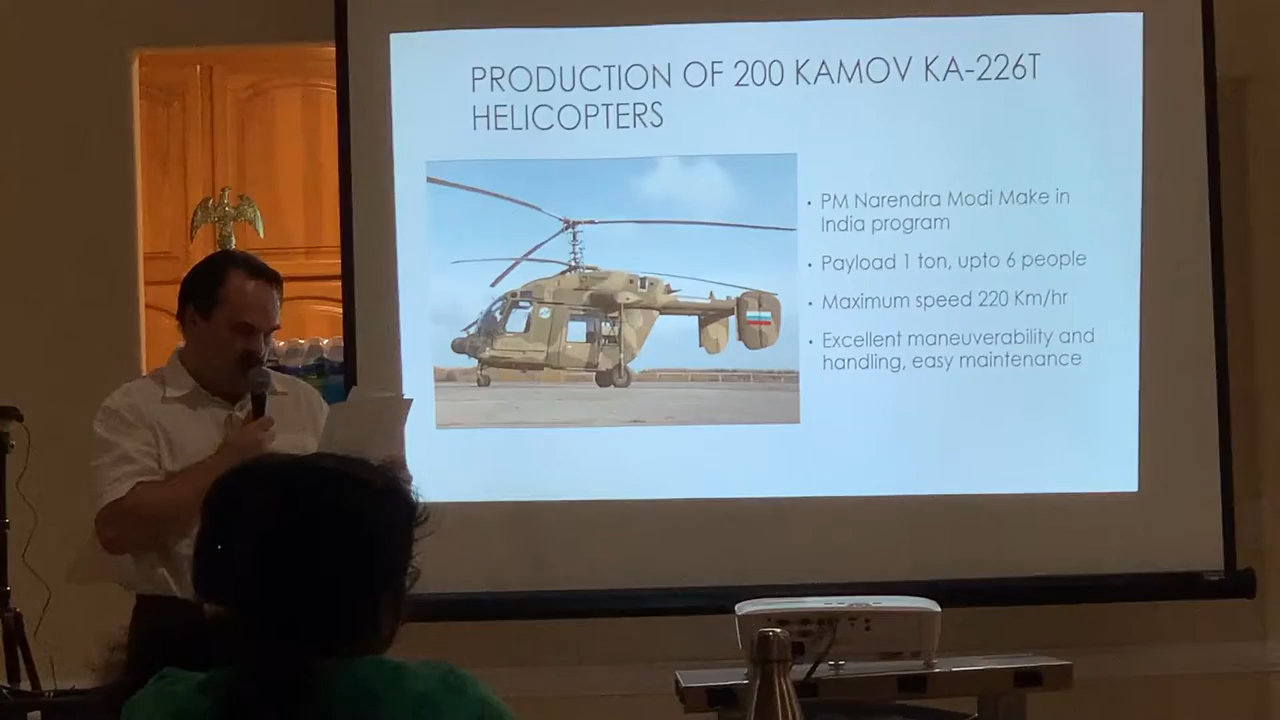 PRODUCTION OF 200 KAMOV KA-226T
HELICOPTERS
• PM Narendra Modi Make in
India program
• Payload 1 ton, upto 6 people
• Maximum speed 220 Km/hr
• Excellent maneuverability and
handling, easy maintenance